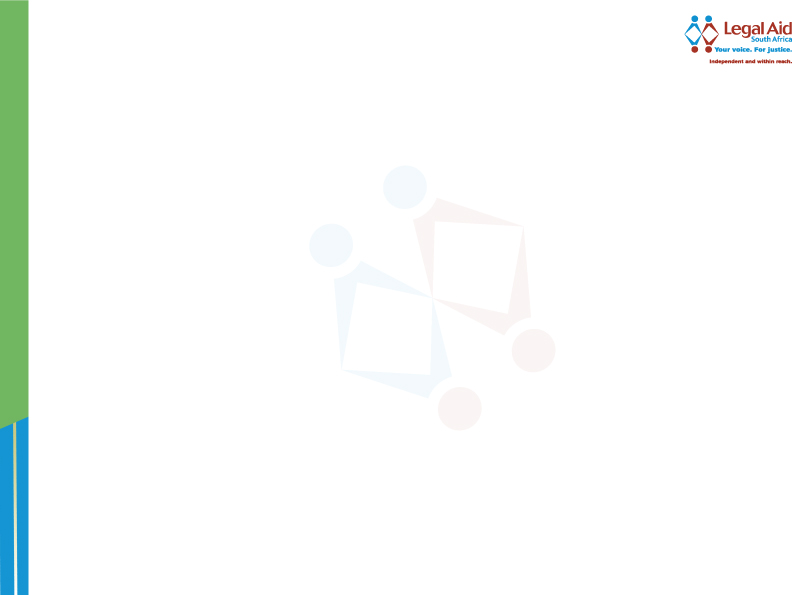 Legal Aid
South Africa
Your voice. For justice.
Independent and within reach.